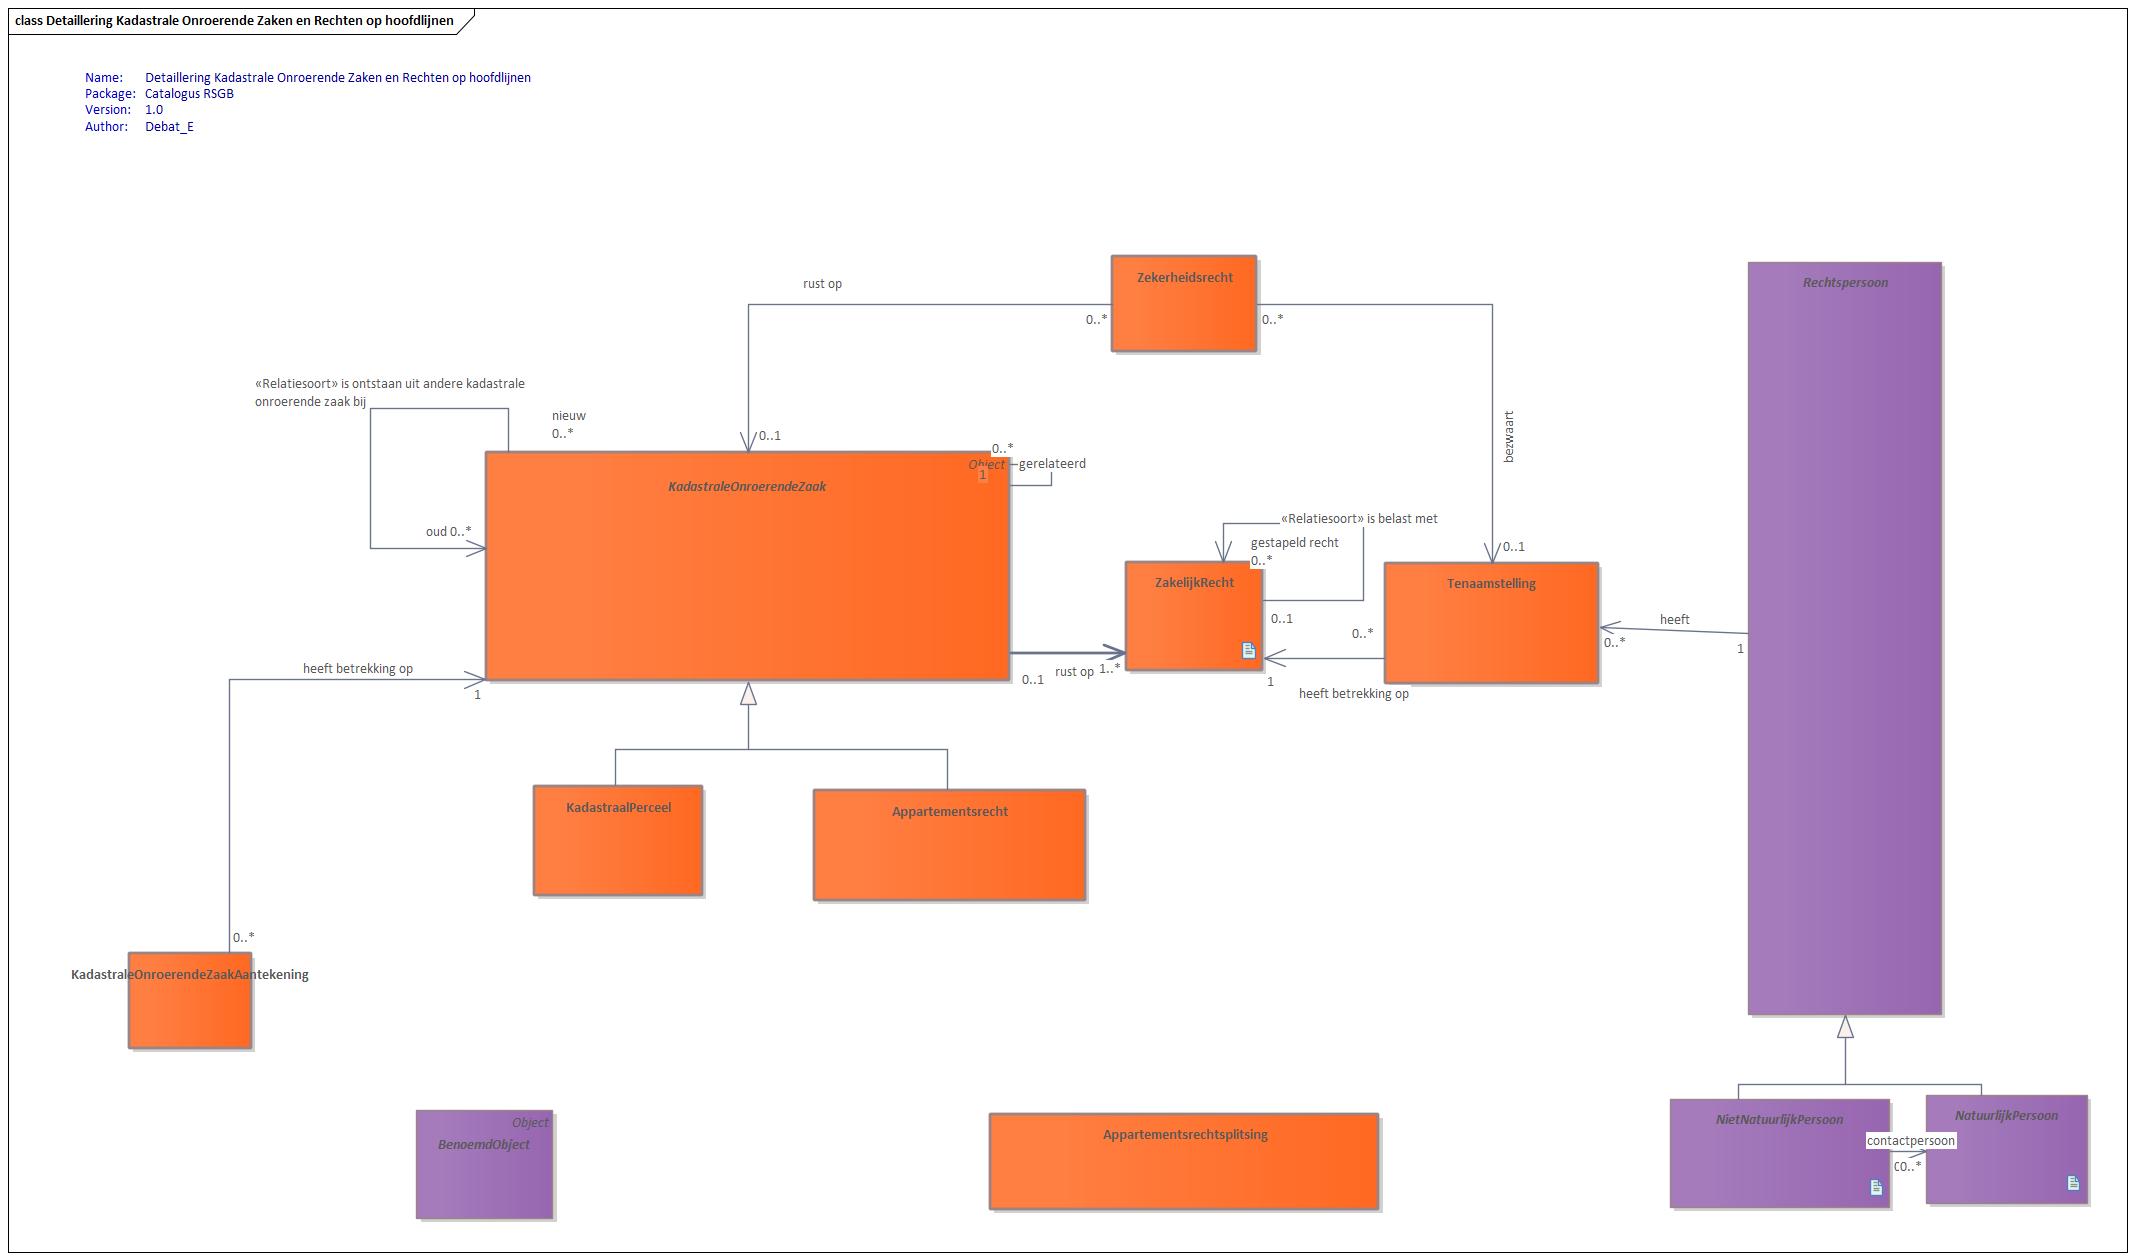 class Detaillering Kadastrale Onroerende Zaken en Rechten op hoofdlijnen
Name: Detaillering Kadastrale Onroerende Zaken en Rechten op hoofdlijnen
Package: Catalogus RSGB
Version: 1.0
Author: Debat_E
Zekerheidsrecht
Rechtspersoon
rust op
0..*
0..*
«Relatiesoort» is ontstaan uit andere kadastrale
onroerende zaak bij
nieuw
0..*
0..1
bezwaart
0..*
Object
gerelateerd
1
KadastraleOnroerendeZaak
oud 0..*
«Relatiesoort» is belast met
gestapeld recht
0..*
0..1
ZakelijkRecht
Tenaamstelling
0..1
0..*
heeft
0..*
1
heeft betrekking op
1
0..1
rust op
1..*
1
heeft betrekking op
KadastraalPerceel
Appartementsrecht
0..*
KadastraleOnroerendeZaakAantekening
Object
BenoemdObject
Appartementsrechtsplitsing
NietNatuurlijkPersoon
NatuurlijkPersoon
contactpersoon
0..*